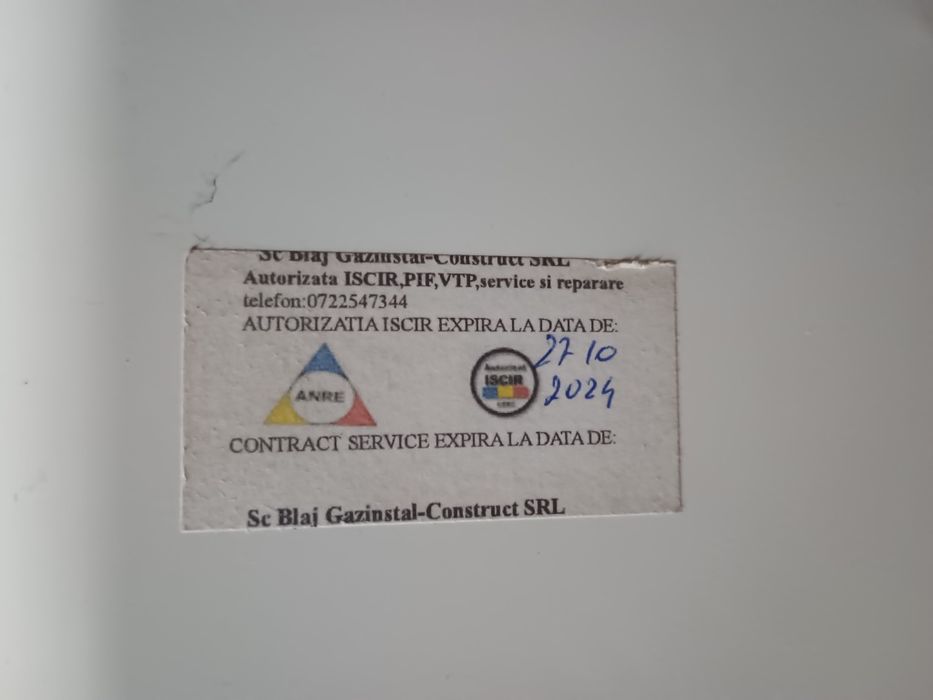 Sc Blaj Gazinstal-Construct SRL
Autorizata ISCIR,PIF,VTP,service si reparare
telefon:0722547344
AUTORIZATIA ISCIR EXPIRA LA DATA DE:
27 10
2024
ANRE
Autorizat
ISCIR
CONTRACT SERVICE EXPIRA LA DATA DE:
Sc Blaj Gazinstal-Construct SRL